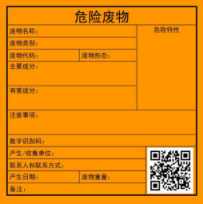 危险废物
废物名称： 危险特性
废物类别：
废物代码： 废物形态：
主要成分：
有害成分：
注意事项：
数字识别码：
产生/收集单位：
联系人和联系方式：
产生日期： 废物重量：
备注：